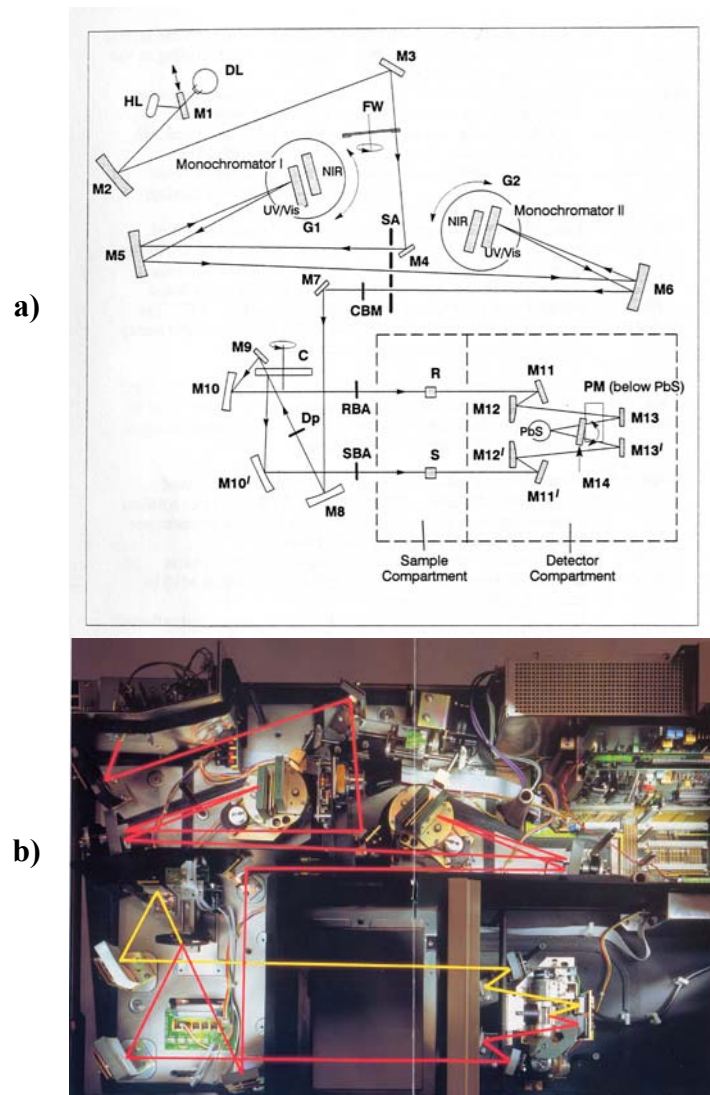 a)
M3
DL
HL
M1
FW
M2
Monochromator I
NIR
UV/Vis
G1
G2
NIR
Monochromator II
UV/Vis
SA
M5
M4
M7
M6
CBM
M9
C
M10
RBA
R
M11
PM (below PbS)
M12
M13
Dp
PbS
M12/
M13/
SBA
S
M10/
M11/
M14
M8
Sample
Compartment
Detector
Compartment
b)